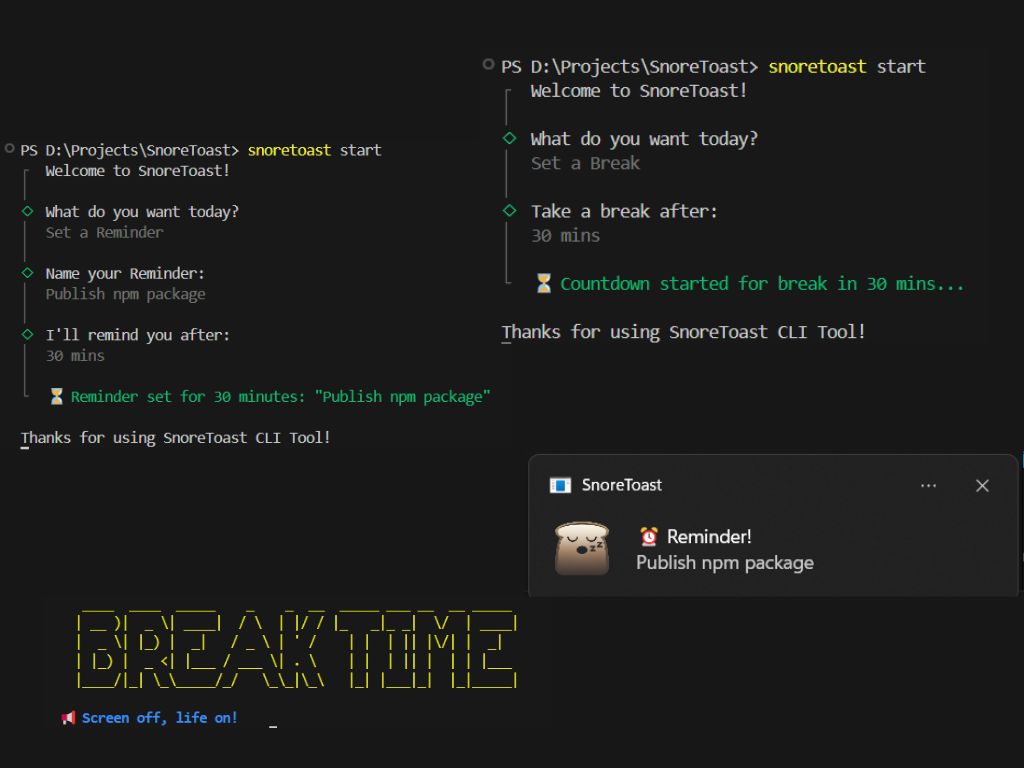 PS D:\Projects\SnoreToast> snoretoast start
Welcome to SnoreToast!
What do you want today?
Set a Reminder
Name your Reminder:
Publish npm package
I'll remind you after:
30 mins
⏳ Reminder set for 30 minutes: "Publish npm package"
Thanks for using SnoreToast CLI Tool!
PS D:\Projects\SnoreToast> snoretoast start
Welcome to SnoreToast!
What do you want today?
Set a Break
Take a break after:
30 mins
⏳ Countdown started for break in 30 mins...
Thanks for using SnoreToast CLI Tool!
SnoreToast
zzz
⏰ Reminder!
Publish npm package
BREAK TIME
📢 Screen off, life on!